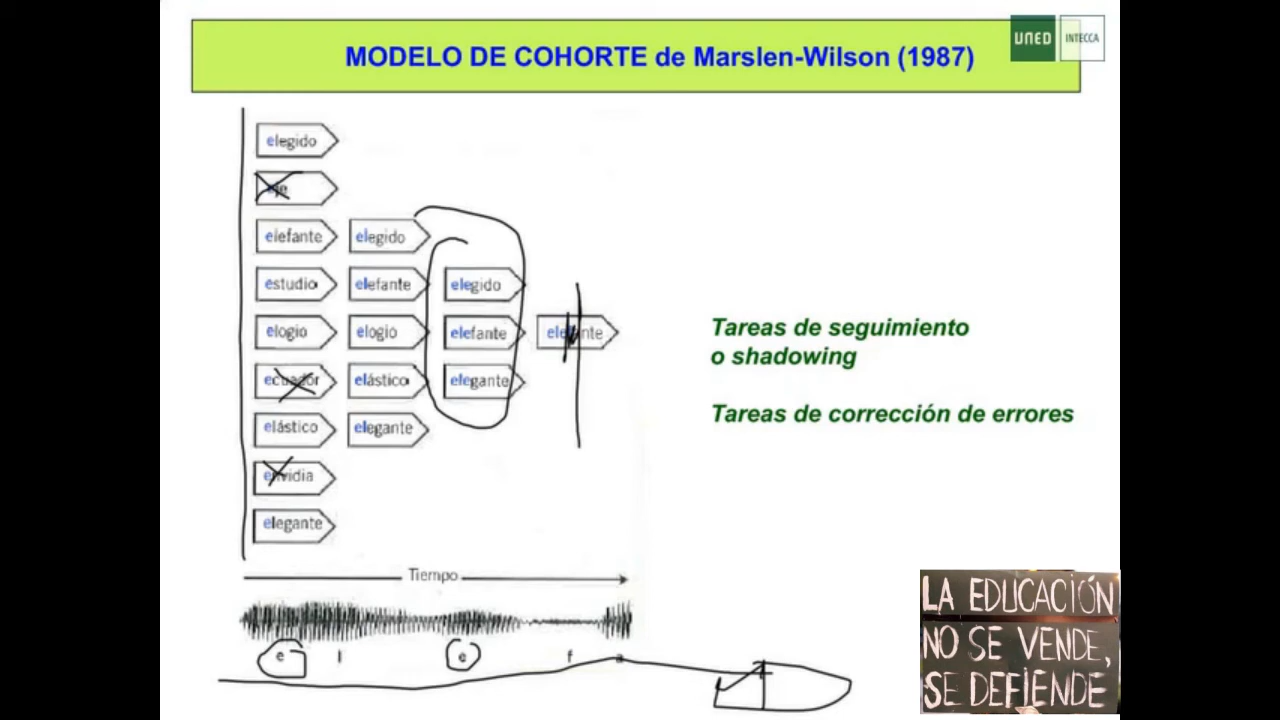 MODELO DE COHORTE de Marslen-Wilson (1987)
UNED
INTECCA
elegido
eje
elefante
elegido
estudio
elefante
elegido
elogio
elogio
elefante
elefante
ecuador
elástico
elegante
elástico
elegante
envidia
elegante
Tareas de seguimiento
o shadowing
Tareas de corrección de errores
Tiempo
e l e f a
LA EDUCACIÓN
NO SE VENDE,
SE DEFIENDE